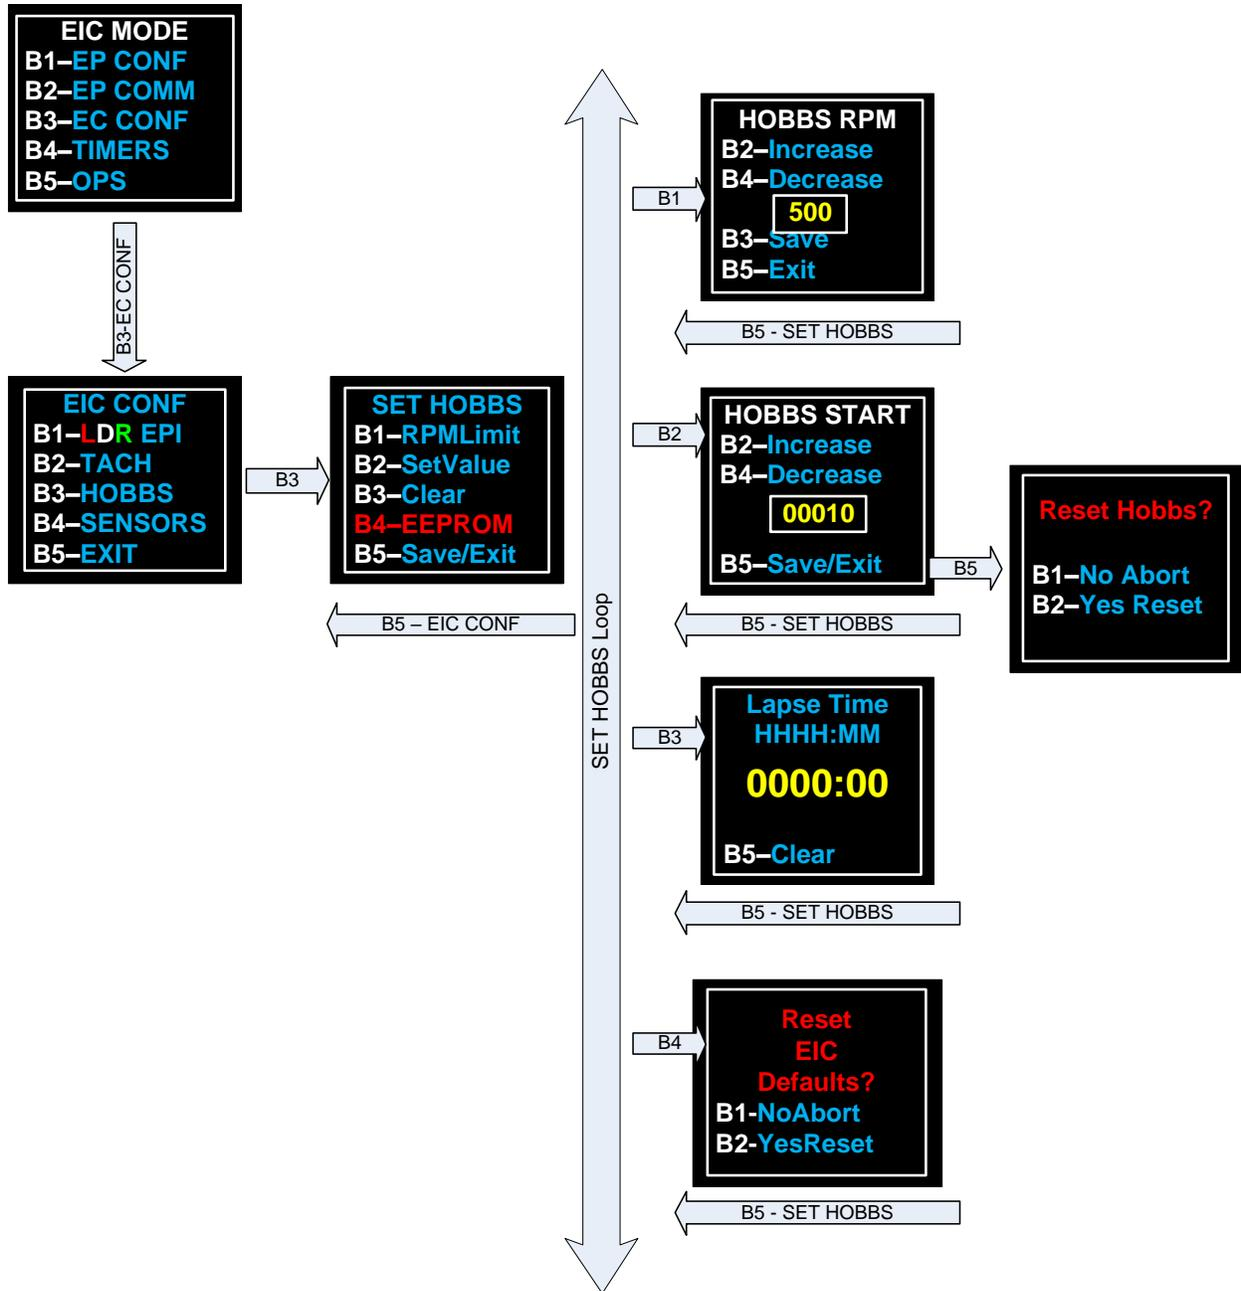 EIC MODE
B1–EP CONF
B2–EP COMM
B3–EC CONF
B4–TIMERS
B5–OPS
B3-EC CONF
EIC CONF
B1–LDR EPI
B2–TACH
B3–HOBBS
B4–SENSORS
B5–EXIT
B3
SET HOBBS
B1–RPMLimit
B2–SetValue
B3–Clear
B4–EEPROM
B5–Save/Exit
B5 – EIC CONF
SET HOBBS Loop
B1
HOBBS RPM
B2–Increase
B4–Decrease
500
B3–Save
B5–Exit
B5 - SET HOBBS
B2
HOBBS START
B2–Increase
B4–Decrease
00010
B5–Save/Exit
B5
B5 - SET HOBBS
Reset Hobbs?
B1–No Abort
B2–Yes Reset
B3
Lapse Time
HHHH:MM
0000:00
B5–Clear
B5 - SET HOBBS
B4
Reset
EIC
Defaults?
B1-NoAbort
B2-YesReset
B5 - SET HOBBS